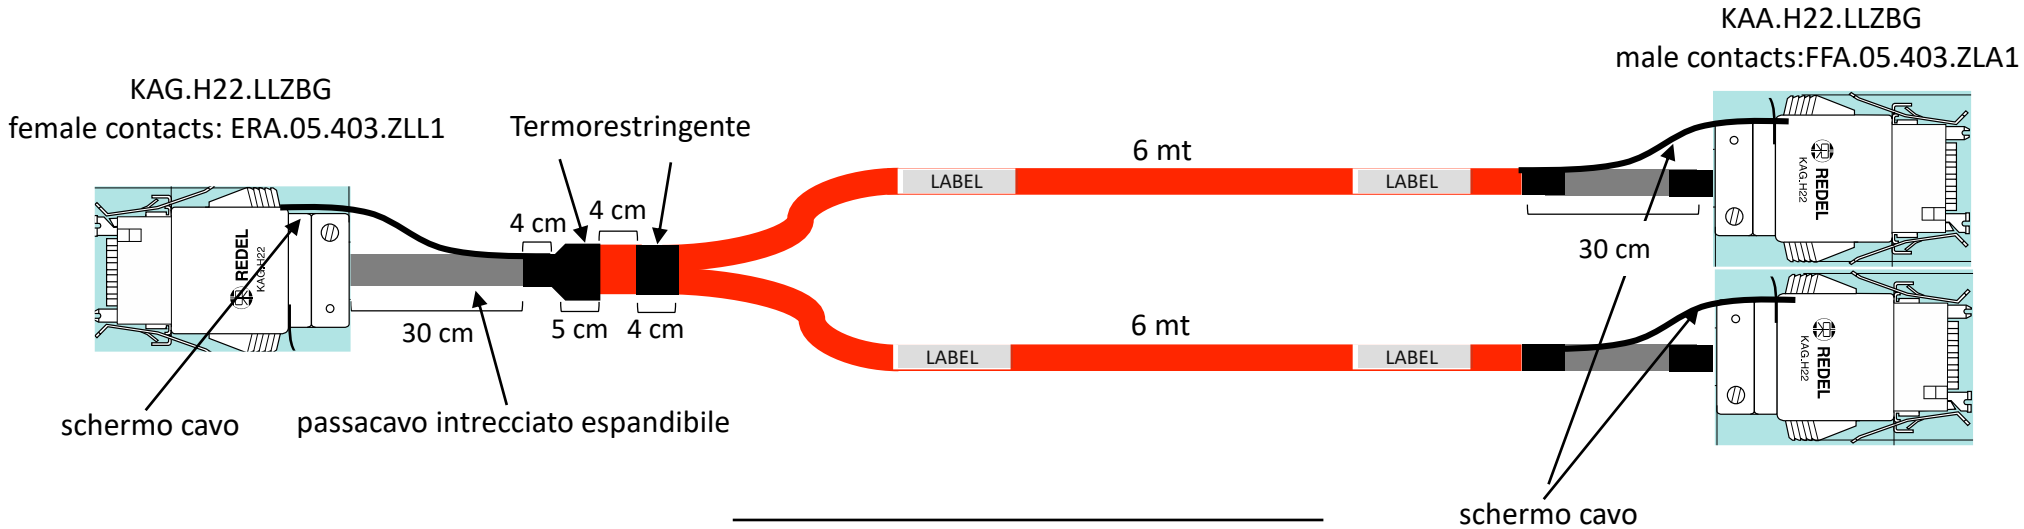 KAA.H22.LLZBG
male contacts:FFA.05.403.ZLA1
KAG.H22.LLZBG
female contacts: ERA.05.403.ZLL1
Termorestringente
6 mt
LABEL
LABEL
REDEL
KAG.H22
4 cm
4 cm
30 cm
REDEL
KAG.H22
30 cm
5 cm
4 cm
6 mt
LABEL
LABEL
REDEL
KAG.H22
schermo cavo
passacavo intrecciato espandibile
schermo cavo